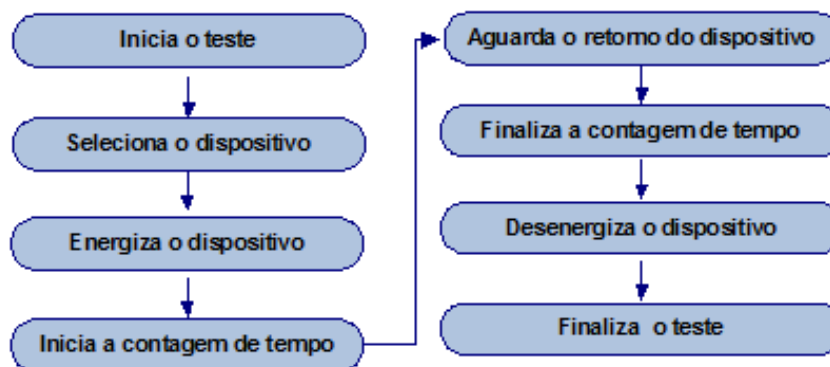 Inicia o teste
Seleciona o dispositivo
Energiza o dispositivo
Inicia a contagem de tempo
Aguarda o retorno do dispositivo
Finaliza a contagem de tempo
Desenergiza o dispositivo
Finaliza o teste